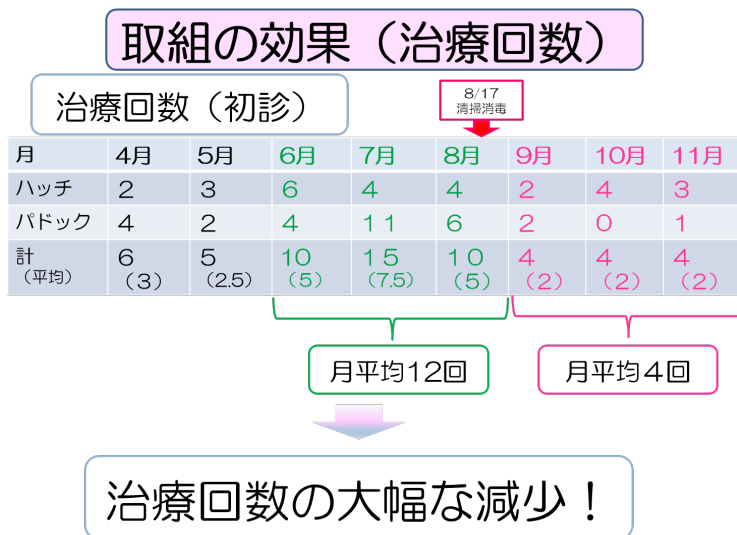 取組の効果（治療回数）
治療回数（初診）
8/17
清掃消毒
月 4月 5月 6月 7月 8月 9月 10月 11月
ハッチ 2 3 6 4 4 2 4 3
パドック 4 2 4 11 6 2 0 1
計 6 5 10 15 10 4 4 4
（平均） （3） （2.5） （5） （7.5） （5） （2） （2） （2）
月平均12回 月平均4回
治療回数の大幅な減少！